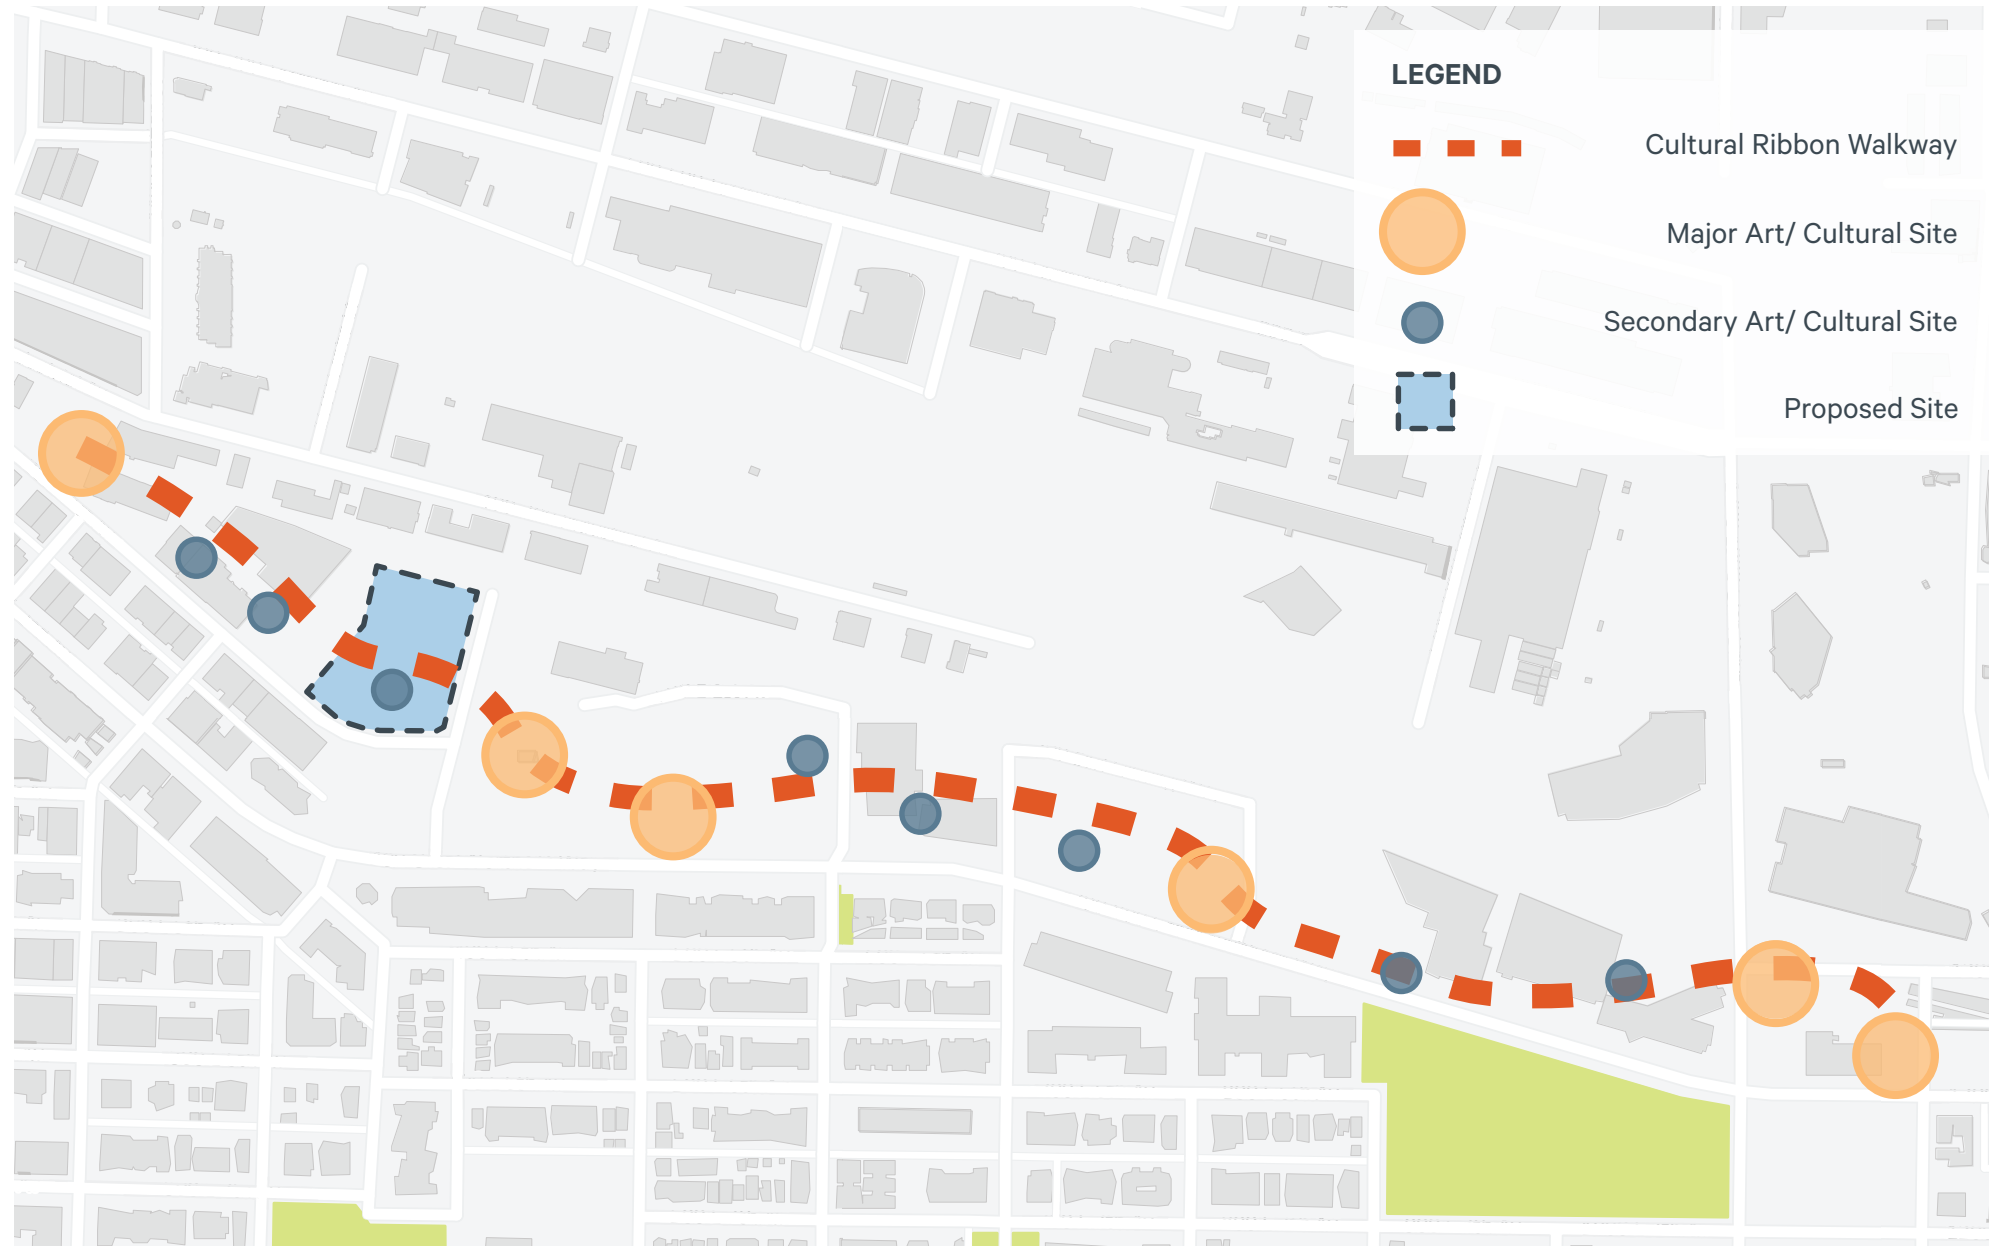 LEGEND
Cultural Ribbon Walkway
Major Art/ Cultural Site
Secondary Art/ Cultural Site
Proposed Site